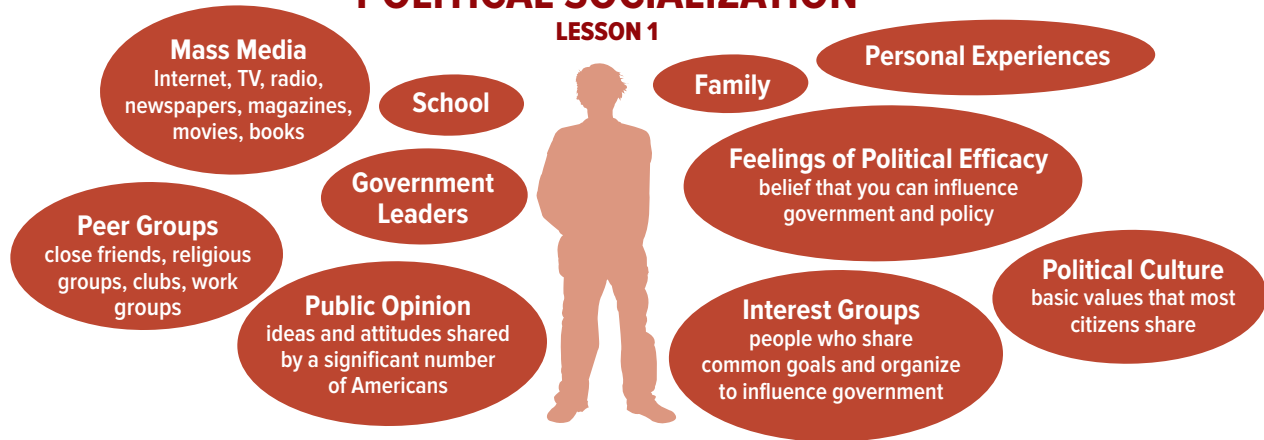 POLITICAL SOCIALIZATION
LESSON 1
Mass Media
Internet, TV, radio,
newspapers, magazines,
movies, books
School
Government
Leaders
Peer Groups
close friends, religious
groups, clubs, work
groups
Public Opinion
ideas and attitudes shared
by a significant number
of Americans
Family
Personal Experiences
Feelings of Political Efficacy
belief that you can influence
government and policy
Political Culture
basic values that most
citizens share
Interest Groups
people who share
common goals and organize
to influence government